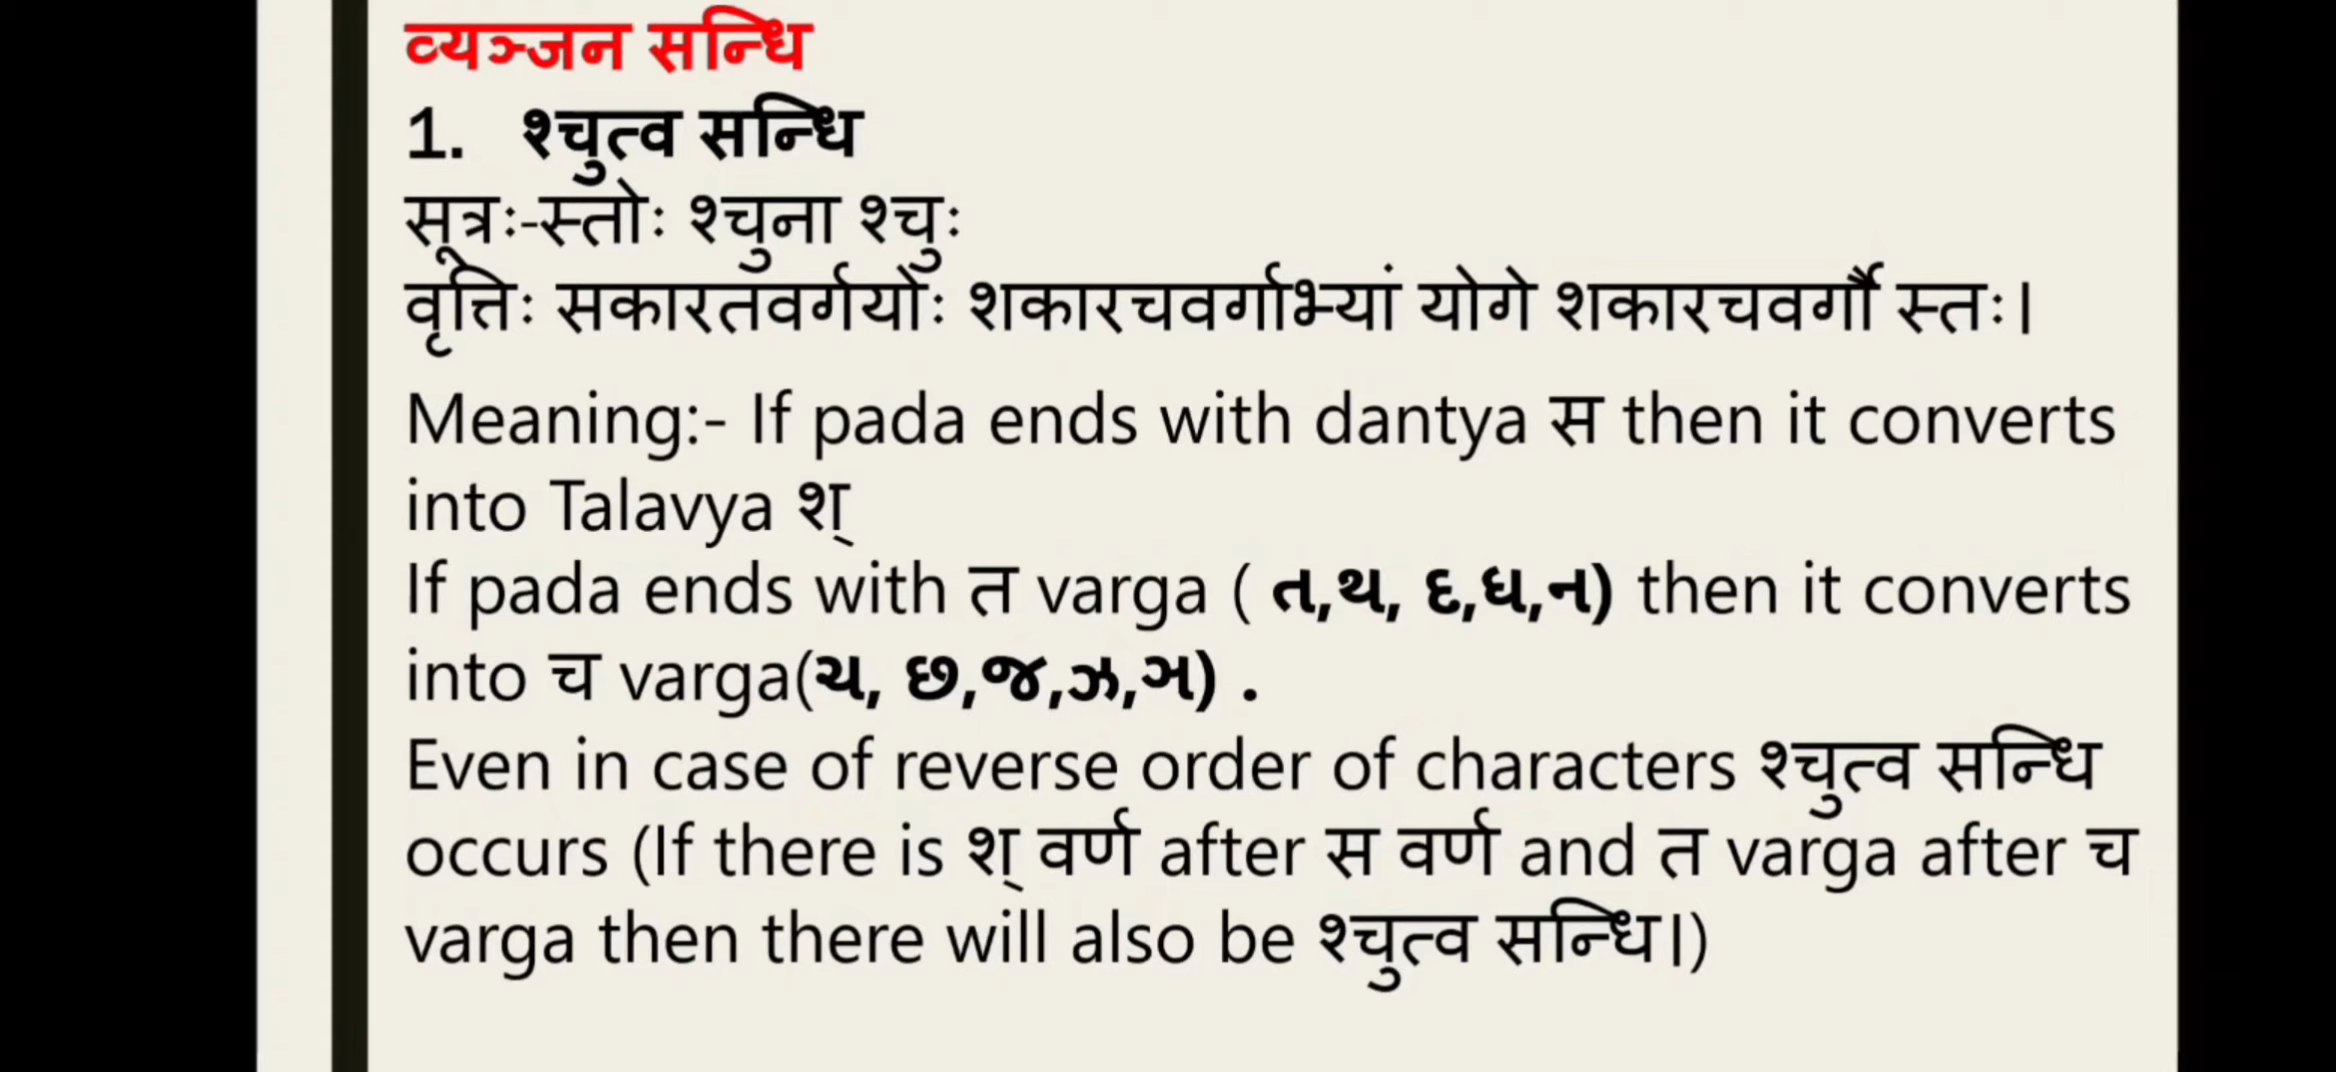 व्यञ्जन सन्धि
1. श्चुत्व सन्धि
सूत्रः-स्तोः श्चुना श्चुः
वृत्तिः सकारतवर्गयोः शकारचवर्गाभ्यां योगे शकारचवर्गौ स्तः।
Meaning:- If pada ends with dantya स then it converts
into Talavya श्
If pada ends with त varga ( ત,થ, દ,ધ,ન) then it converts
into च varga(ચ, છ,જ,ઝ,ઞ) .
Even in case of reverse order of characters श्चुत्व सन्धि
occurs (If there is श् वर्ण after स वर्ण and त varga after च
varga then there will also be श्चुत्व सन्धि।)